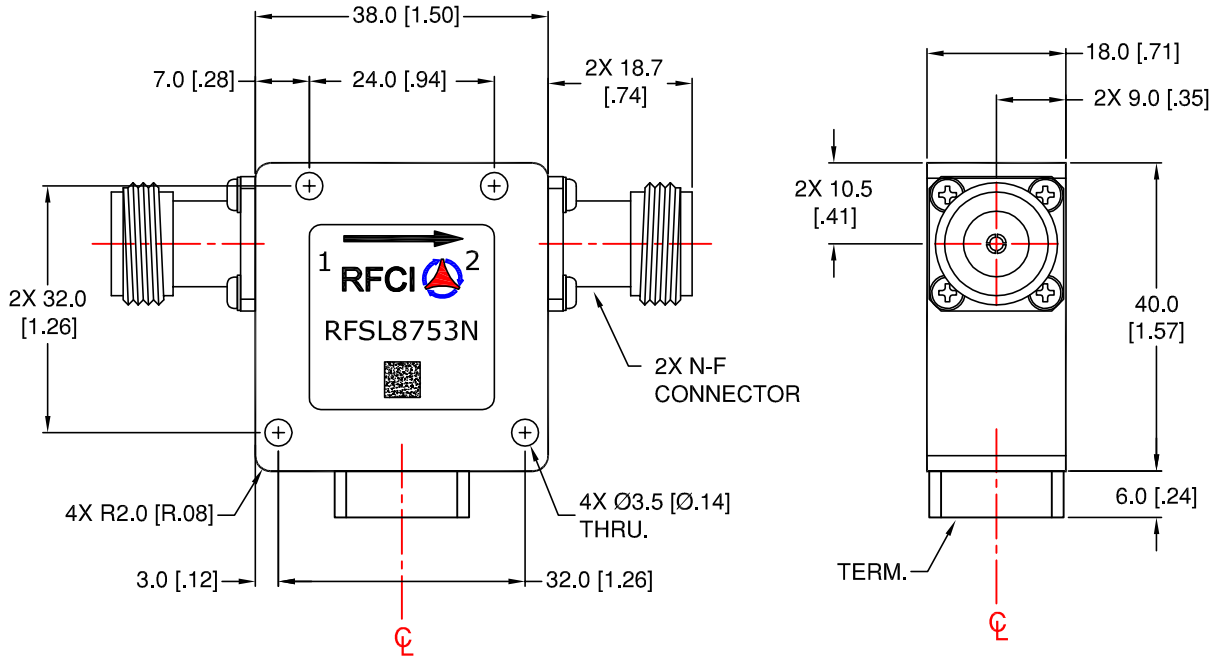 38.0 [1.50]
7.0 [.28]
24.0 [.94]
2X 18.7
[.74]
18.0 [.71]
2X 9.0 [.35]
2X 10.5
[.41]
2X 32.0
[1.26]
1
2
RFCI
RFSL8753N
40.0
[1.57]
2X N-F
CONNECTOR
4X R2.0 [R.08]
4X Ø3.5 [Ø.14]
THRU.
6.0 [.24]
3.0 [.12]
32.0 [1.26]
TERM.
℄
℄